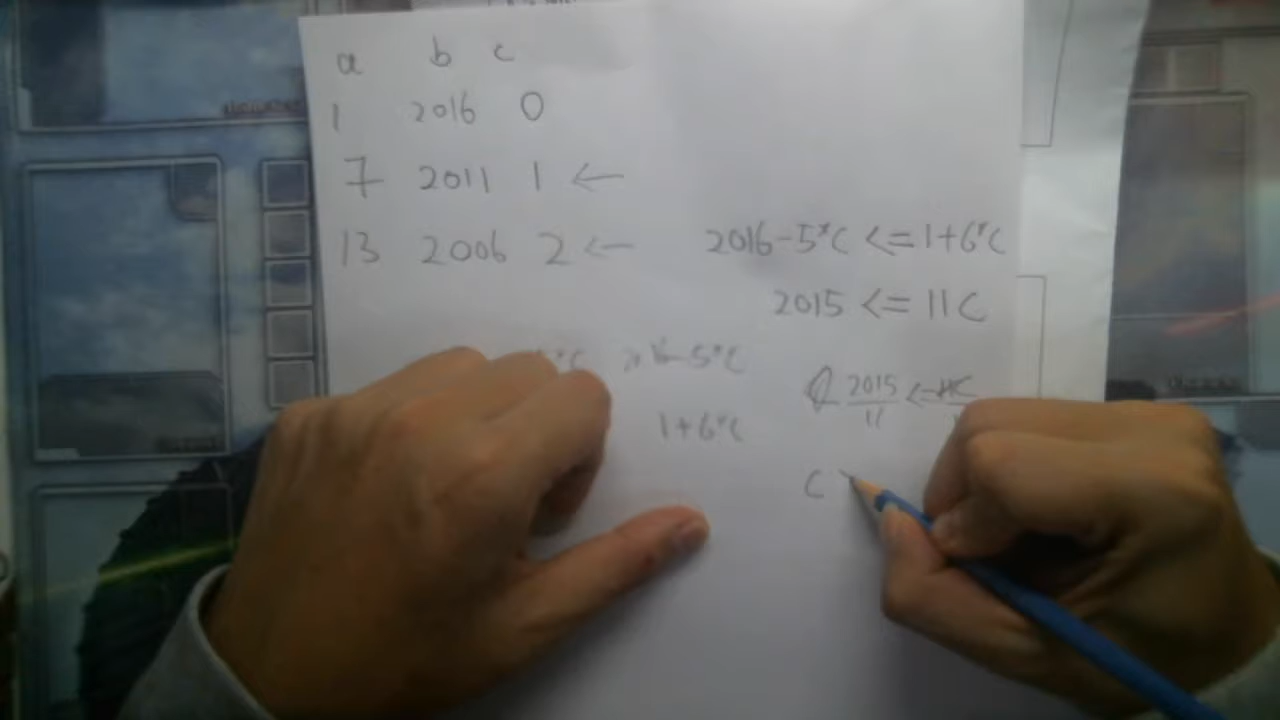 a b c
1 2016 0
7 2011 1 ←
13 2006 2 ←
2016-5*C <= 1+6*C
2015 <= 11C
-5*C
1+6*C
2015 <=
11
C